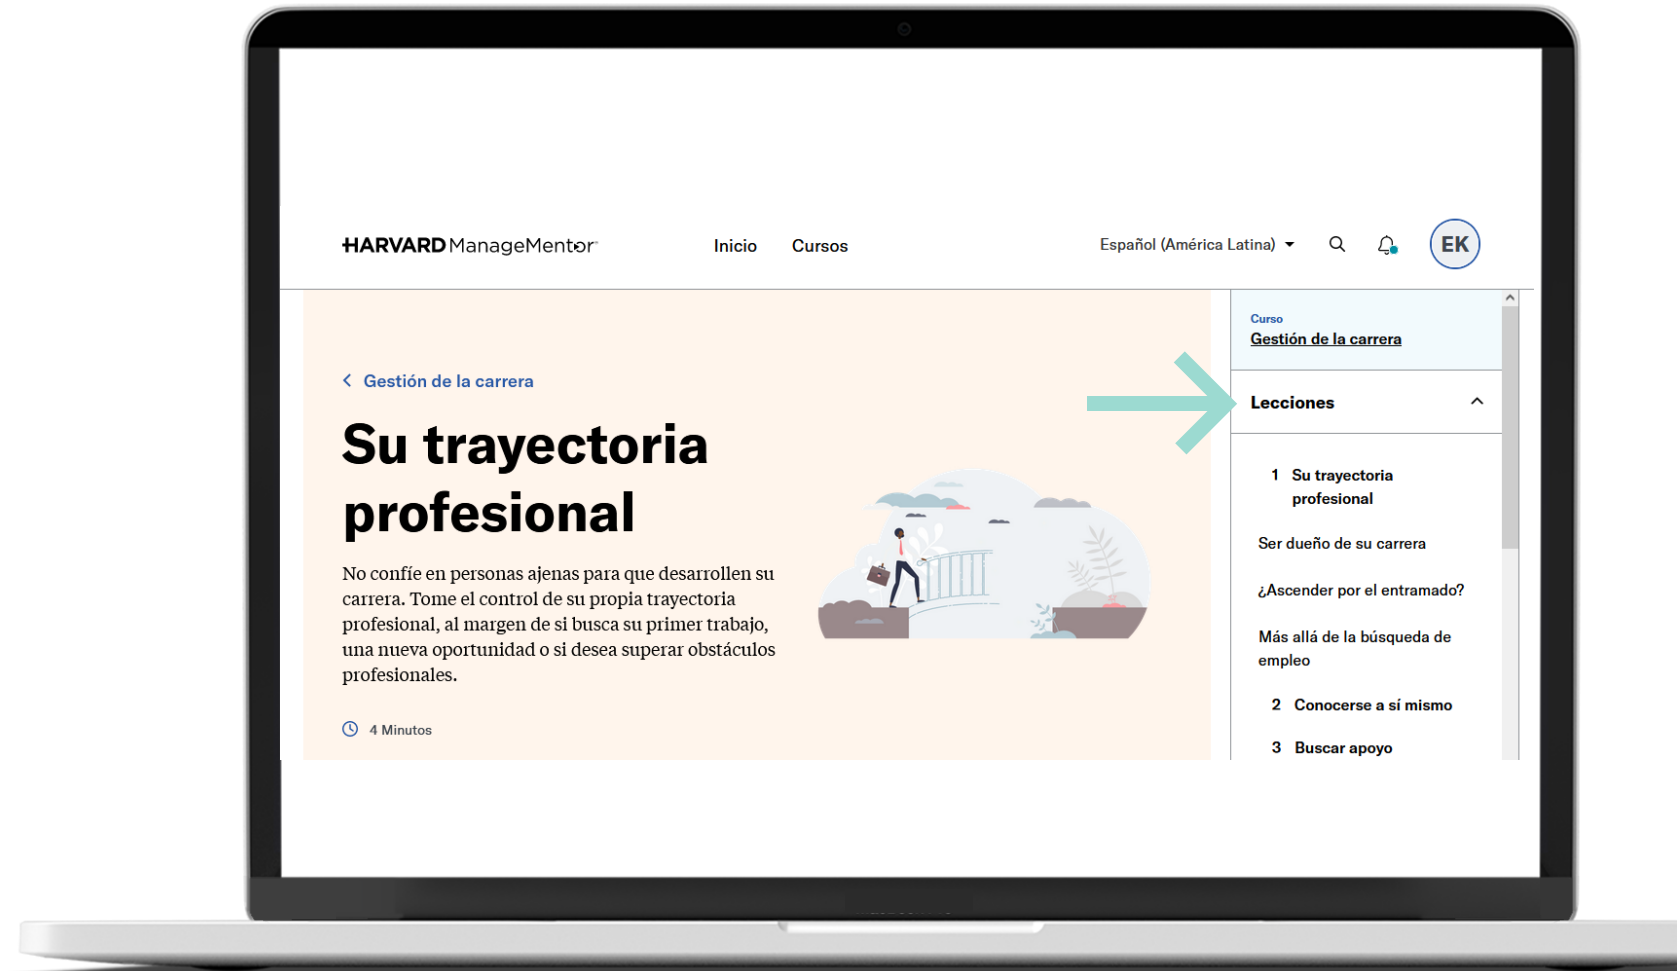 HARVARD ManageMentor
Inicio
Cursos
Español (América Latina)
EK
Gestión de la carrera
Su trayectoria
profesional
No confíe en personas ajenas para que desarrollen su
carrera. Tome el control de su propia trayectoria
profesional, al margen de si busca su primer trabajo,
una nueva oportunidad o si desea superar obstáculos
profesionales.
4 Minutos
Curso
Gestión de la carrera
Lecciones
1 Su trayectoria
profesional
Ser dueño de su carrera
¿Ascender por el entramado?
Más allá de la búsqueda de
empleo
2 Conocerse a sí mismo
3 Buscar apoyo